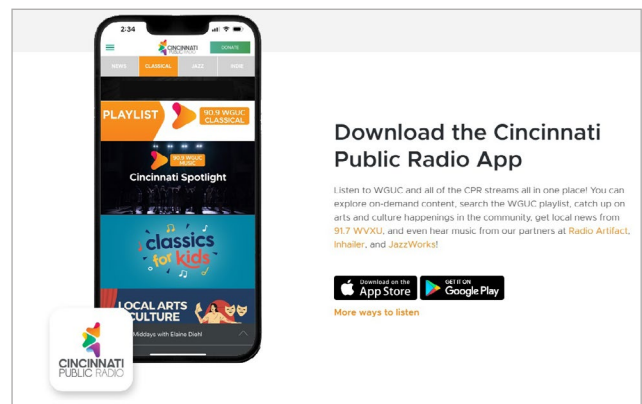 2:34
CINCINNATI
PUBLIC RADIO
DONATE
NEWS
CLASSICAL
JAZZ
PLAYLIST
90.9 WGUC
CLASSICAL
90.9 WGUC
MUSIC
Cincinnati Spotlight
classics
for kids
LOCAL ARTS
CULTURE
Middays with Elaine Diehl
CINCINNATI
PUBLIC RADIO
Download the Cincinnati
Public Radio App
Listen to WGUC and all of the CPR streams all in one place! You can
explore on-demand content, search the WGUC playlist, catch up on
arts and culture happenings in the community, get local news from
91.7 WVXU, and even hear music from our partners at Radio Artifact,
Inhailer, and JazzWorks!
Download on the
App Store
GET IT ON
Google Play
More ways to listen